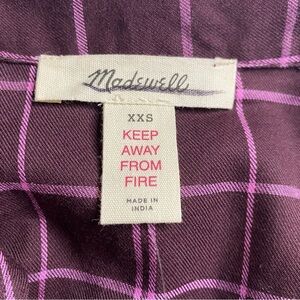 Madewell
XXS
KEEP
AWAY
FROM
FIRE
MADE IN
INDIA